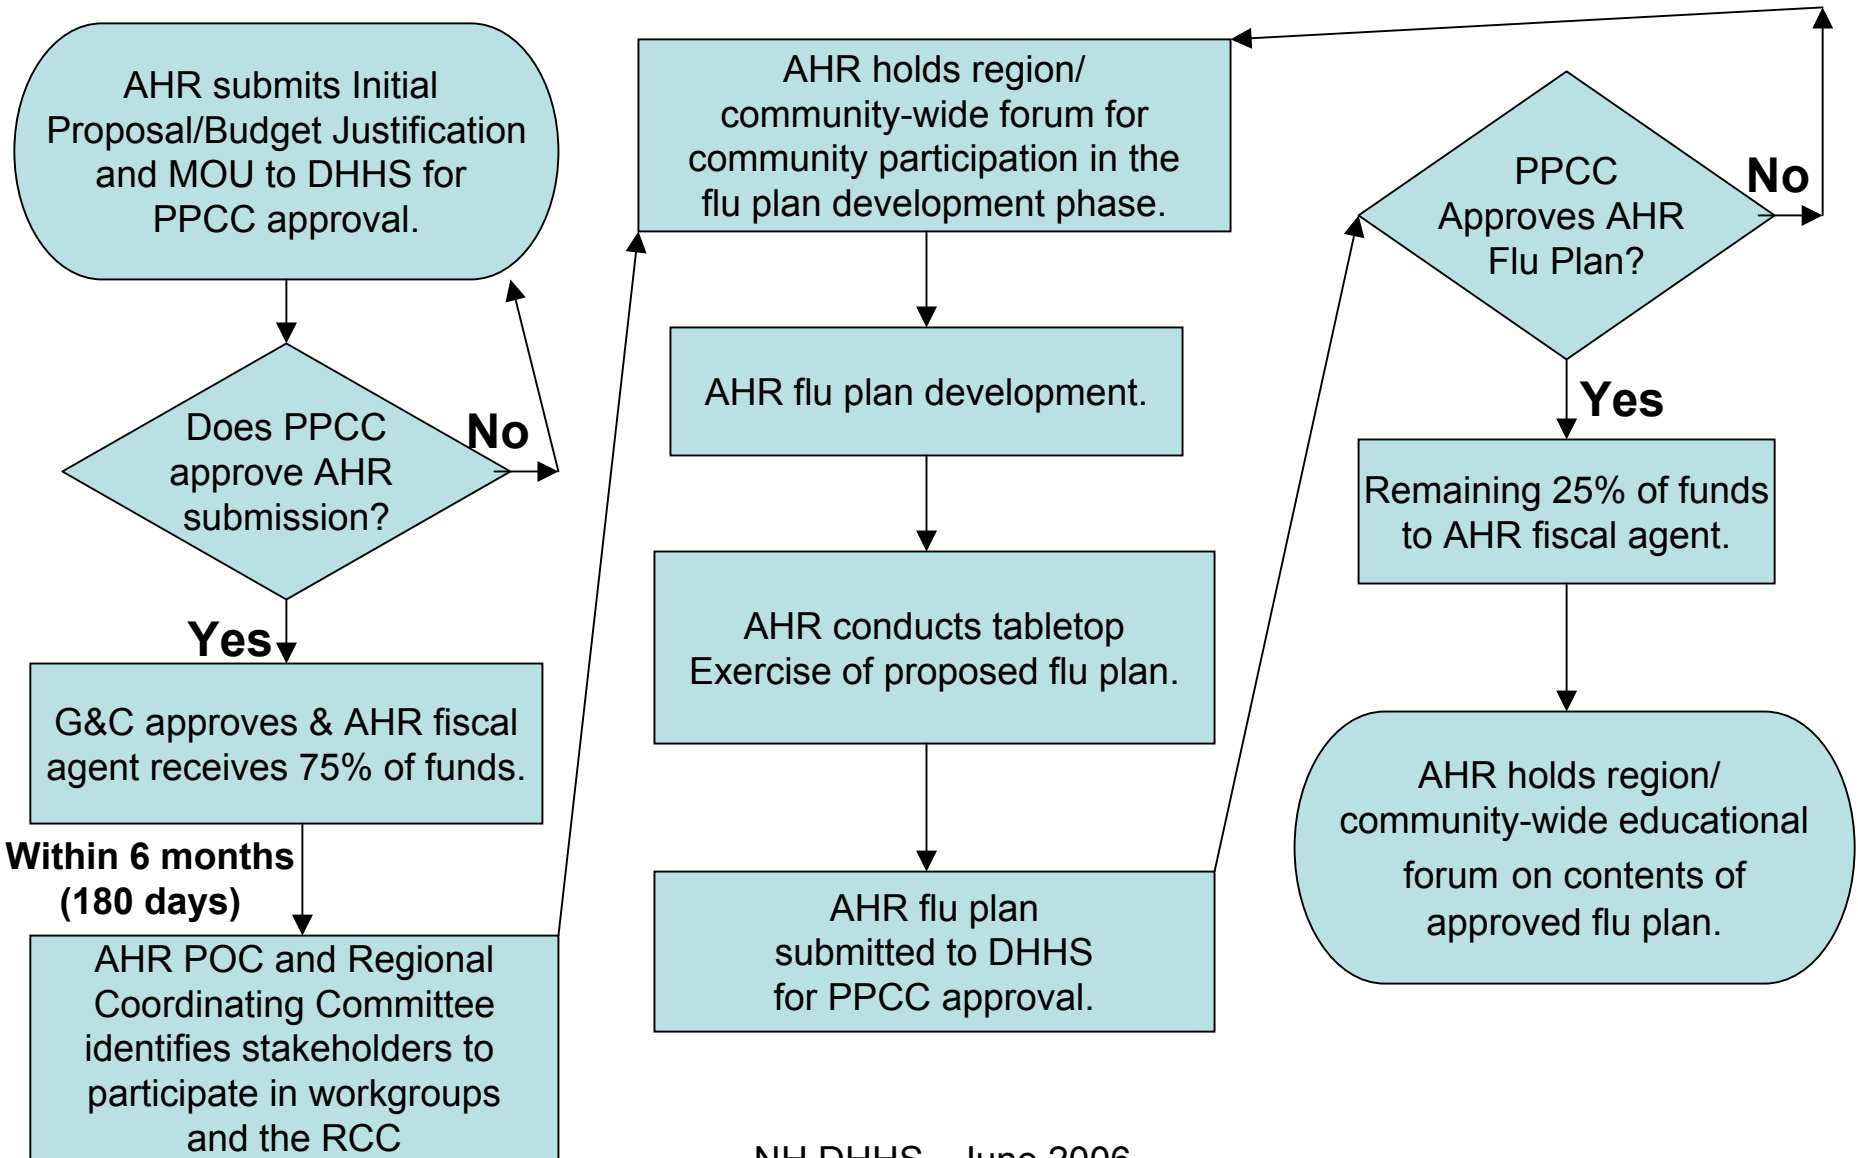 AHR submits Initial
Proposal/Budget Justification
and MOU to DHHS for
PPCC approval.
Does PPCC
approve AHR
submission?
No
Yes
G&C approves & AHR fiscal
agent receives 75% of funds.
Within 6 months
(180 days)
AHR POC and Regional
Coordinating Committee
identifies stakeholders to
participate in workgroups
and the RCC
AHR holds region/
community-wide forum for
community participation in the
flu plan development phase.
AHR flu plan development.
AHR conducts tabletop
Exercise of proposed flu plan.
AHR flu plan
submitted to DHHS
for PPCC approval.
NH DHHS June 2006
PPCC
Approves AHR
Flu Plan?
No
Yes
Remaining 25% of funds
to AHR fiscal agent.
AHR holds region/
community-wide educational
forum on contents of
approved flu plan.